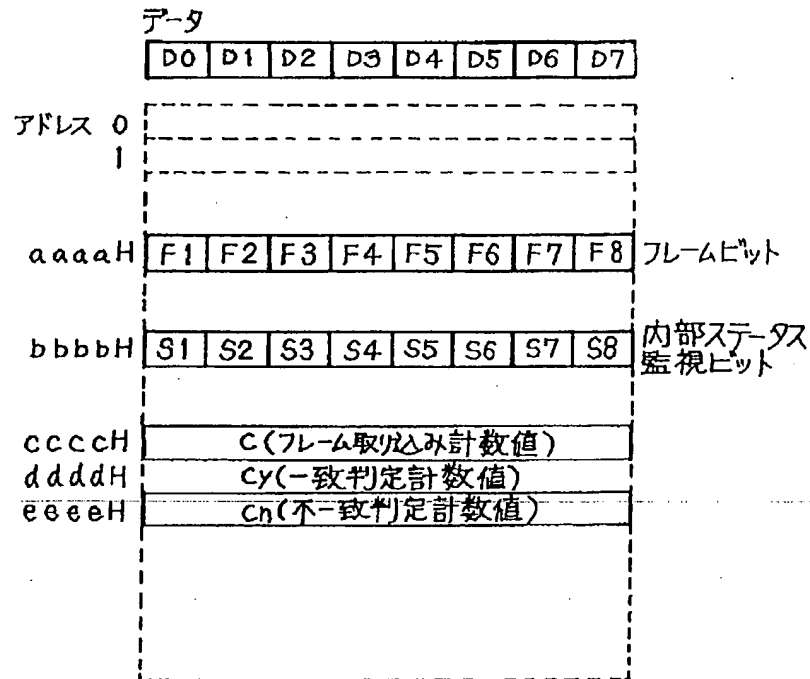 データ
D0 D1 D2 D3 D4 D5 D6 D7
アドレス 0
1
aaaaH F1 F2 F3 F4 F5 F6 F7 F8 フレームビット
bbbbH S1 S2 S3 S4 S5 S6 S7 S8 内部ステータス
監視ビット
ccccH C(フレーム取り込み計数値)
ddddH Cy(一致判定計数値)
eeeeH Cn(不一致判定計数値)